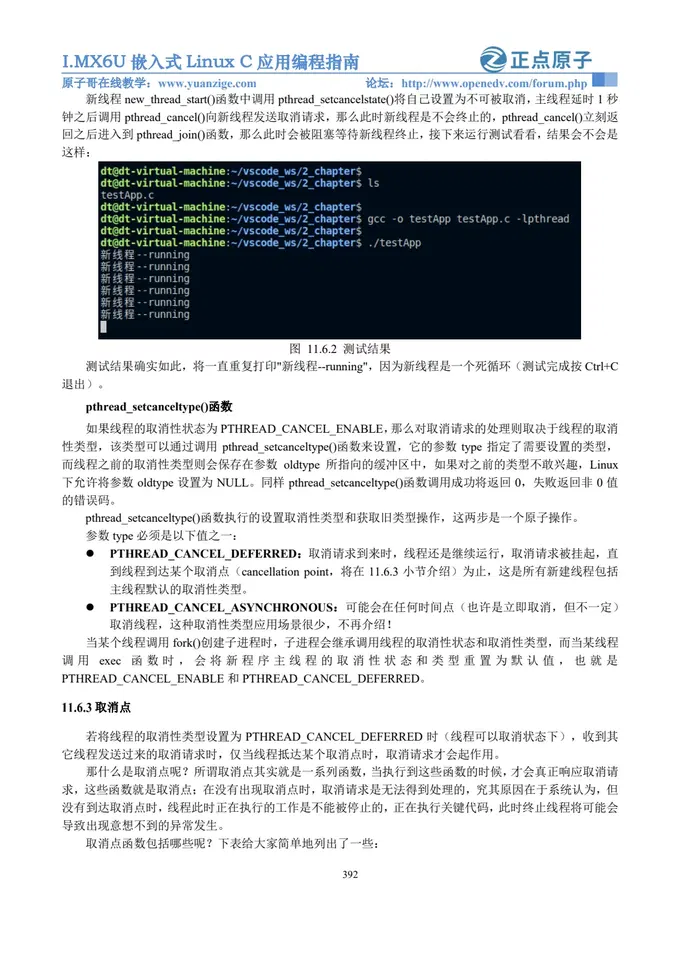 I.MX6U 嵌入式 Linux C 应用编程指南
正点原子
原子哥在线教学：www.yuanzige.com 论坛：http://www.openedv.com/forum.php
新线程 new_thread_start()函数中调用 pthread_setcancelstate()将自己设置为不可被取消，主线程延时 1 秒
钟之后调用 pthread_cancel()向新线程发送取消请求，那么此时新线程是不会终止的，pthread_cancel()立刻返
回之后进入到 pthread_join()函数，那么此时会被阻塞等待新线程终止，接下来运行测试看看，结果会不会是
这样：
dt@dt-virtual-machine:~/vscode_ws/2_chapter$
dt@dt-virtual-machine:~/vscode_ws/2_chapter$ ls
testApp.c
dt@dt-virtual-machine:~/vscode_ws/2_chapter$
dt@dt-virtual-machine:~/vscode_ws/2_chapter$ gcc -o testApp testApp.c -lpthread
dt@dt-virtual-machine:~/vscode_ws/2_chapter$
dt@dt-virtual-machine:~/vscode_ws/2_chapter$ ./testApp
新线程--running
新线程--running
新线程--running
新线程--running
新线程--running
新线程--running
图 11.6.2 测试结果
测试结果确实如此，将一直重复打印"新线程--running"，因为新线程是一个死循环（测试完成按 Ctrl+C
退出）。
pthread_setcanceltype()函数
如果线程的取消性状态为 PTHREAD_CANCEL_ENABLE，那么对取消请求的处理则取决于线程的取消
性类型，该类型可以通过调用 pthread_setcanceltype()函数来设置，它的参数 type 指定了需要设置的类型，
而线程之前的取消性类型则会保存在参数 oldtype 所指向的缓冲区中，如果对之前的类型不敢兴趣，Linux
下允许将参数 oldtype 设置为 NULL。同样 pthread_setcanceltype()函数调用成功将返回 0，失败返回非 0 值
的错误码。
pthread_setcanceltype()函数执行的设置取消性类型和获取旧类型操作，这两步是一个原子操作。
参数 type 必须是以下值之一：
● PTHREAD_CANCEL_DEFERRED：取消请求到来时，线程还是继续运行，取消请求被挂起，直
到线程到达某个取消点（cancellation point，将在 11.6.3 小节介绍）为止，这是所有新建线程包括
主线程默认的取消性类型。
● PTHREAD_CANCEL_ASYNCHRONOUS：可能会在任何时间点（也许是立即取消，但不一定）
取消线程，这种取消性类型应用场景很少，不再介绍！
当某个线程调用 fork()创建子进程时，子进程会继承调用线程的取消性状态和取消性类型，而当某线程
调用 exec 函数时，会将新程序主线程的取消性状态和类型重置为默认值，也就是
PTHREAD_CANCEL_ENABLE 和 PTHREAD_CANCEL_DEFERRED。
11.6.3 取消点
若将线程的取消性类型设置为 PTHREAD_CANCEL_DEFERRED 时（线程可以取消状态下），收到其
它线程发送过来的取消请求时，仅当线程抵达某个取消点时，取消请求才会起作用。
那什么是取消点呢？所谓取消点其实就是一系列函数，当执行到这些函数的时候，才会真正响应取消请
求，这些函数就是取消点；在没有出现取消点时，取消请求是无法得到处理的，究其原因在于系统认为，但
没有到达取消点时，线程此时正在执行的工作是不能被停止的，正在执行关键代码，此时终止线程将可能会
导致出现意想不到的异常发生。
取消点函数包括哪些呢？下表给大家简单地列出了一些：
392